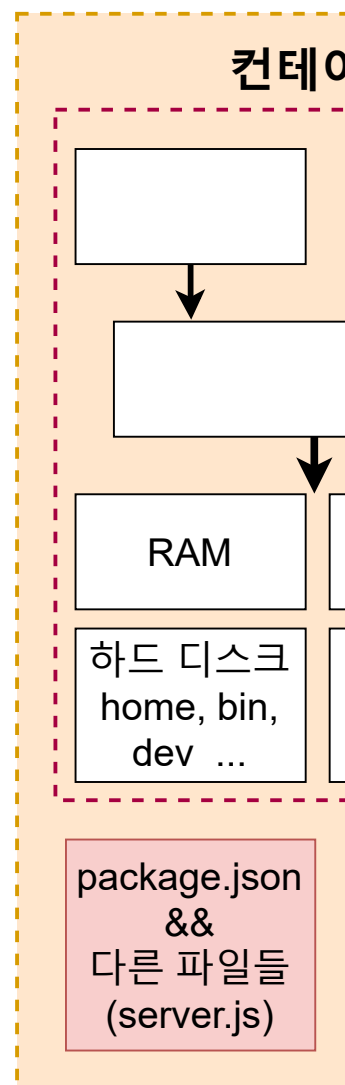 컨테이
RAM
하드 디스크
home, bin,
dev ...
package.json
&&
다른 파일들
(server.js)